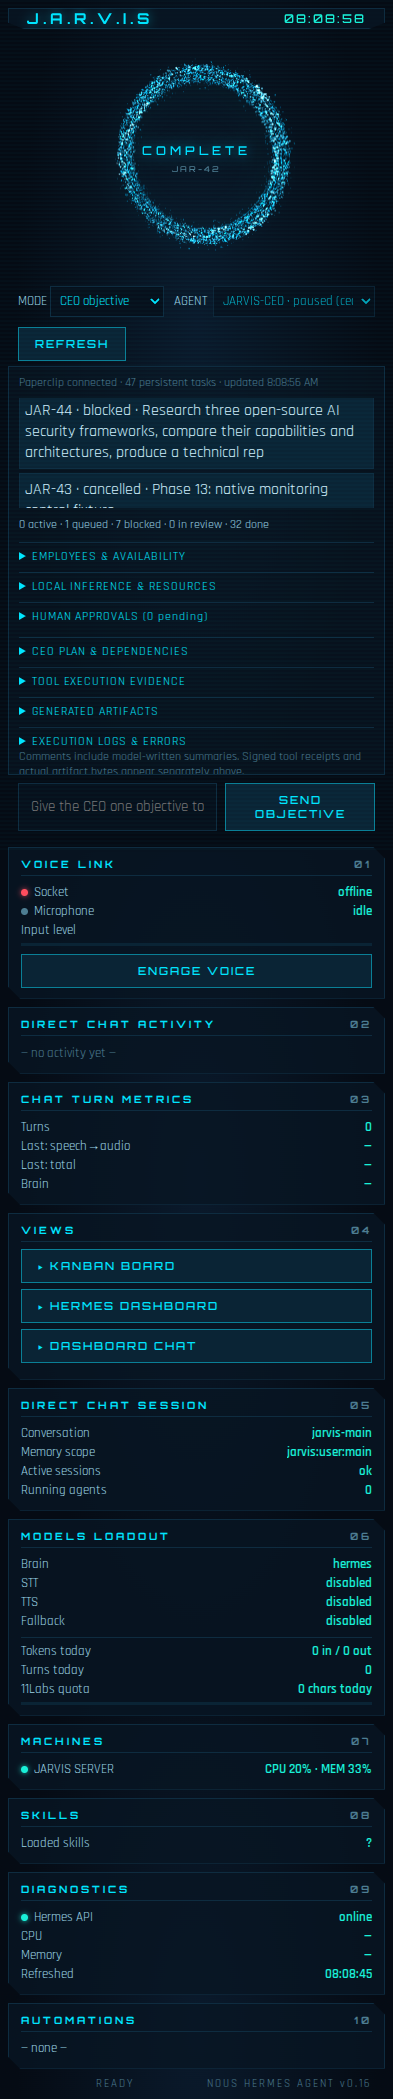 J.A.R.V.I.S 08:08:58
COMPLETE
JAR-42
MODE CEO objective AGENT JARVIS-CEO · paused (ce
REFRESH
Paperclip connected · 47 persistent tasks · updated 8:08:56 AM
JAR-44 · blocked · Research three open-source AI
security frameworks, compare their capabilities and
architectures, produce a technical rep
JAR-43 · cancelled · Phase 13: native monitoring
control fixture
0 active · 1 queued · 7 blocked · 0 in review · 32 done
▶ EMPLOYEES & AVAILABILITY
▶ LOCAL INFERENCE & RESOURCES
▶ HUMAN APPROVALS (0 pending)
▶ CEO PLAN & DEPENDENCIES
▶ TOOL EXECUTION EVIDENCE
▶ GENERATED ARTIFACTS
▶ EXECUTION LOGS & ERRORS
Comments include model-written summaries. Signed tool receipts and
actual artifact bytes appear separately above.
Give the CEO one objective to
SEND
OBJECTIVE
VOICE LINK 01
Socket offline
Microphone idle
Input level
ENGAGE VOICE
DIRECT CHAT ACTIVITY 02
— no activity yet —
CHAT TURN METRICS 03
Turns 0
Last: speech→audio —
Last: total —
Brain —
VIEWS 04
▸ KANBAN BOARD
▸ HERMES DASHBOARD
▸ DASHBOARD CHAT
DIRECT CHAT SESSION 05
Conversation jarvis-main
Memory scope jarvis:user:main
Active sessions ok
Running agents 0
MODELS LOADOUT 06
Brain hermes
STT disabled
TTS disabled
Fallback disabled
Tokens today 0 in / 0 out
Turns today 0
11Labs quota 0 chars today
MACHINES 07
JARVIS SERVER CPU 20% · MEM 33%
SKILLS 08
Loaded skills ?
DIAGNOSTICS 09
Hermes API online
CPU —
Memory —
Refreshed 08:08:45
AUTOMATIONS 10
— none —
READY NOUS HERMES AGENT v0.16